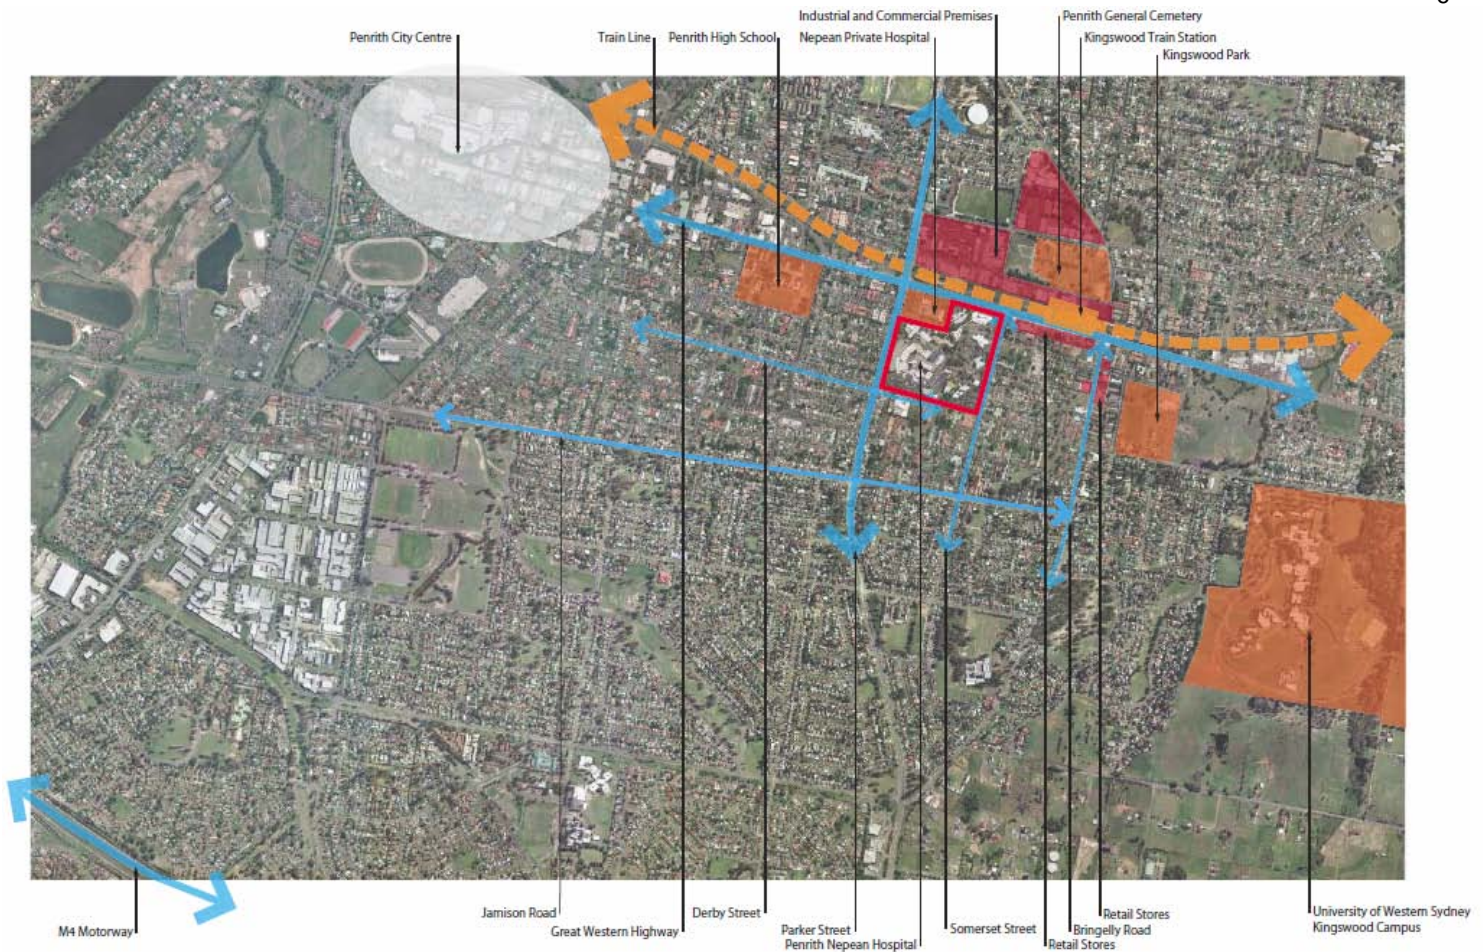 Industrial and Commercial Premises
Penrith General Cemetery
Penrith City Centre
Train Line
Penrith High School
Nepean Private Hospital
Kingswood Train Station
Kingswood Park
Jamison Road
Derby Street
Retail Stores
University of Western Sydney
Kingswood Campus
M4 Motorway
Great Western Highway
Parker Street
Somerset Street
Bringelly Road
Penrith Nepean Hospital
Retail Stores